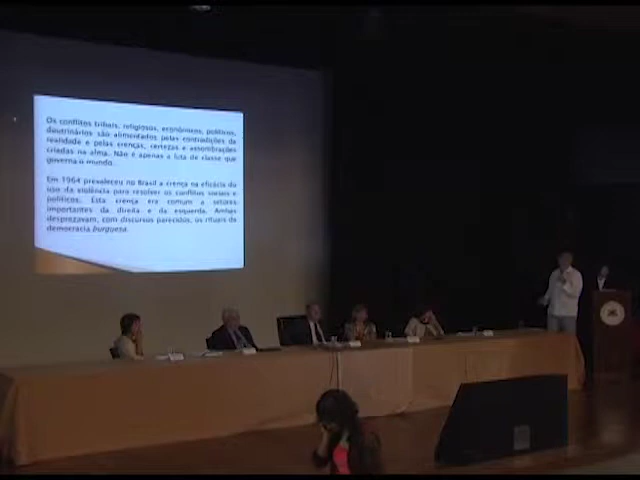 Os conflitos tribais, religiosos, econômicos, políticos,
doutrinários são alimentados pelas contradições da
realidade e pelas crenças, certezas e assombrações
criadas na alma. Não é apenas a luta de classe que
governa o mundo.
Em 1964 prevaleceu no Brasil a crença na eficácia do
uso da violência para resolver os conflitos sociais e
políticos. Esta crença era comum a setores
importantes da direita e da esquerda. Ambos
desprezavam, com discursos parecidos, os rituais da
democracia burguesa.